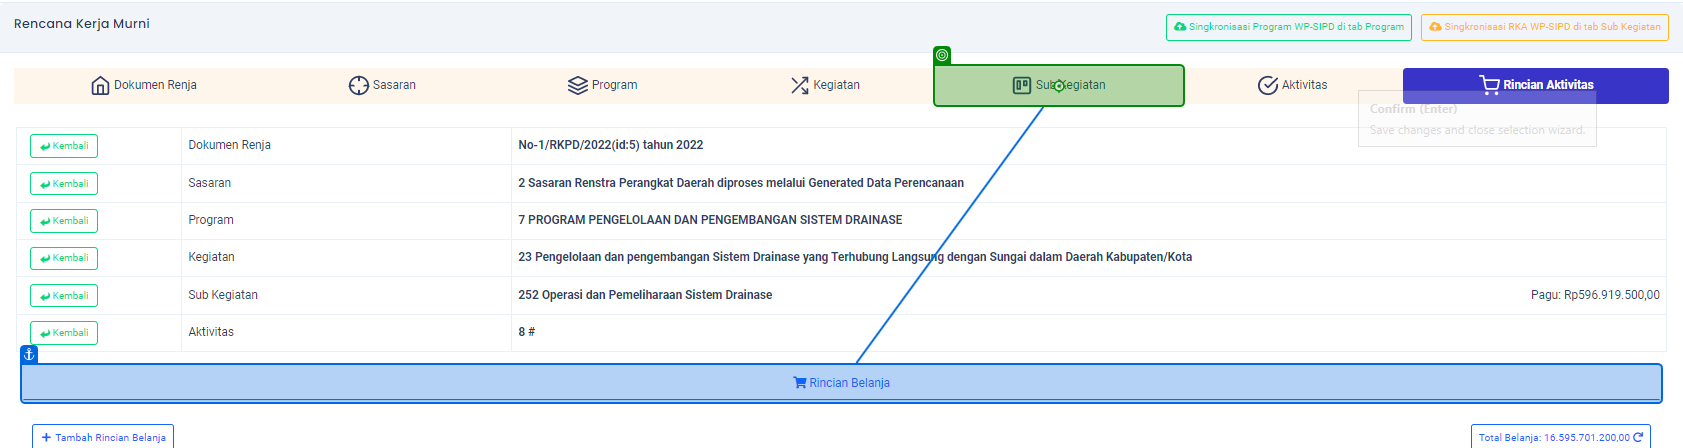 Rencana Kerja Murni
Singkronisasi Program WP-SIPD di tab Program
Singkronisasi RKA WP-SIPD di tab Sub Kegiatan
Dokumen Renja
Sasaran
Program
Kegiatan
Sub Kegiatan
Aktivitas
Rincian Aktivitas
Confirm (Enter)
Save changes and close selection wizard.
Kembali Dokumen Renja No-1/RKPD/2022(id:5) tahun 2022
Kembali Sasaran 2 Sasaran Renstra Perangkat Daerah diproses melalui Generated Data Perencanaan
Kembali Program 7 PROGRAM PENGELOLAAN DAN PENGEMBANGAN SISTEM DRAINASE
Kembali Kegiatan 23 Pengelolaan dan pengembangan Sistem Drainase yang Terhubung Langsung dengan Sungai dalam Daerah Kabupaten/Kota
Kembali Sub Kegiatan 252 Operasi dan Pemeliharaan Sistem Drainase Pagu: Rp596.919.500,00
Kembali Aktivitas 8 #
Rincian Belanja
+ Tambah Rincian Belanja
Total Belanja: 16.595.701.200,00